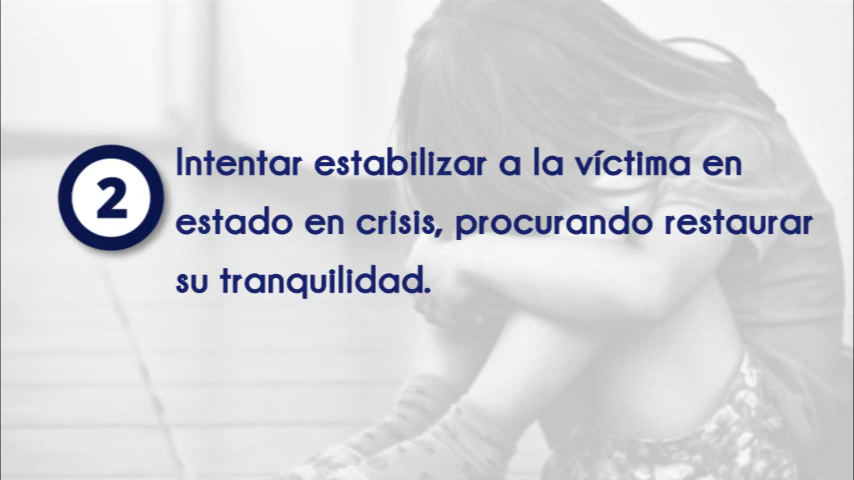 2
Intentar estabilizar a la víctima en
estado en crisis, procurando restaurar
su tranquilidad.